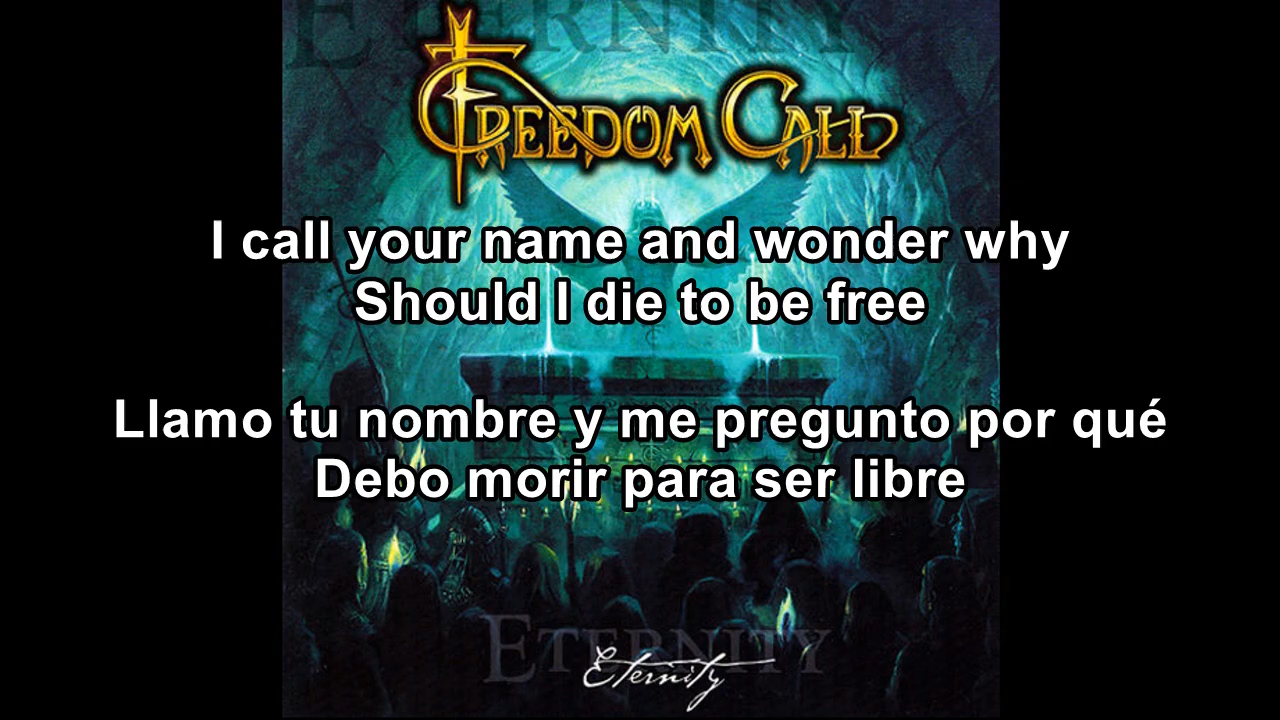 ETERNITY
FREEDOM CALL
I call your name and wonder why
Should I die to be free
Llamo tu nombre y me pregunto por qué
Debo morir para ser libre
ETERNITY
Eternity